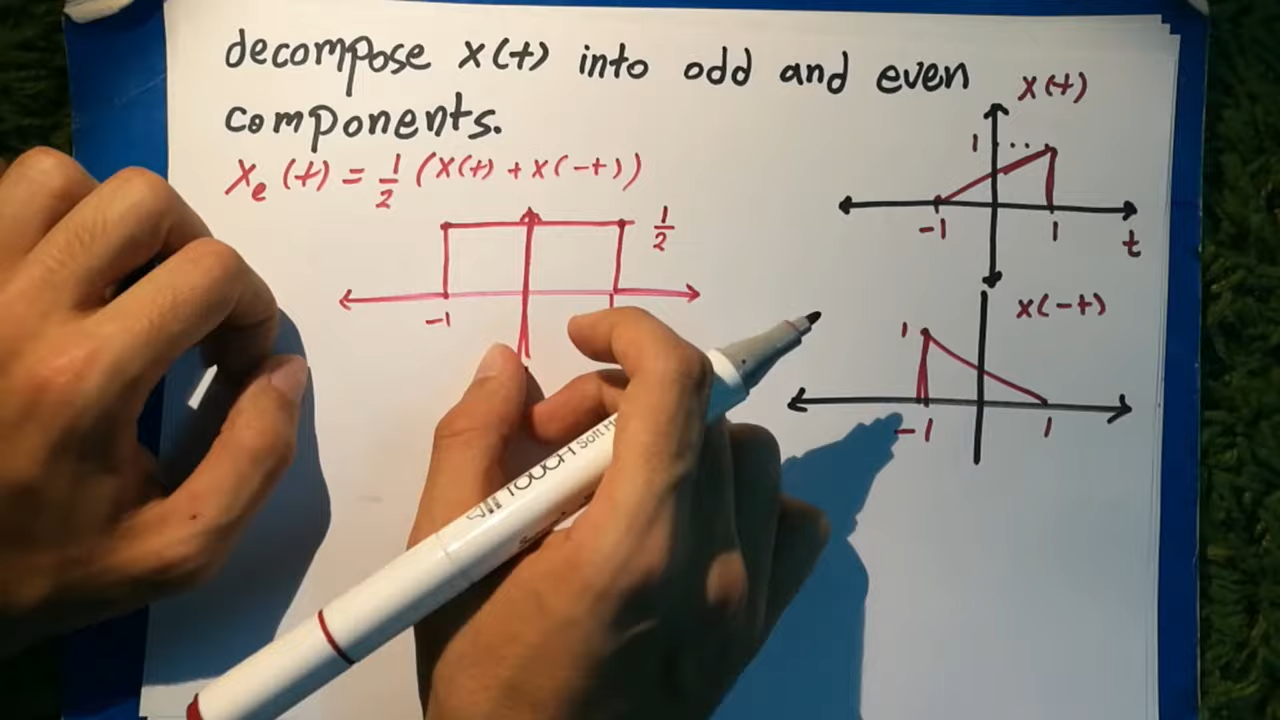 decompose x(t) into odd and even
components.
Xe(t) = 1/2 (x(t) + x(-t))
1/2
-1
TOUCH Soft H
x(t)
1
-1 1
t
x(-t)
1
-1 1